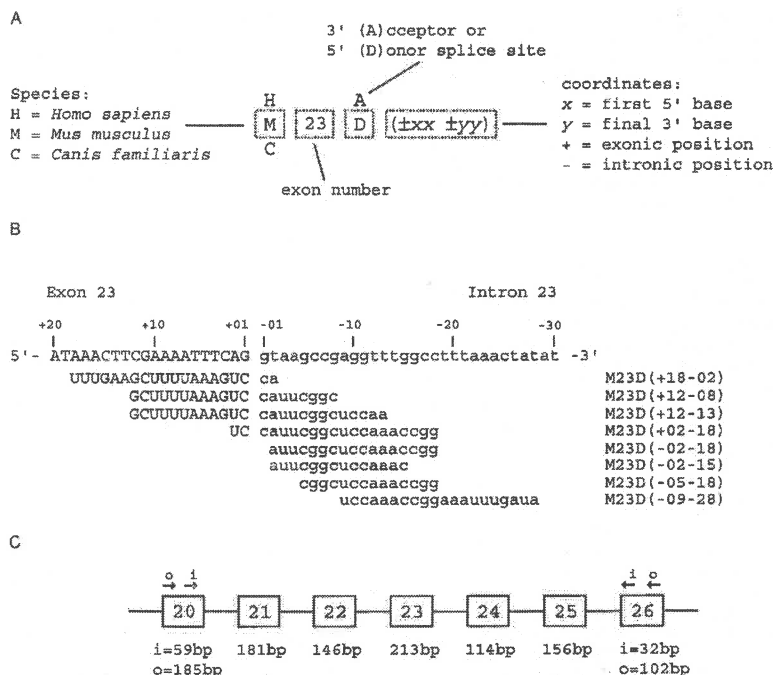 A
3' (A)cceptor or
5' (D)onor splice site
Species:
H = Homo sapiens
M = Mus musculus
C = Canis familiaris
H
M
C
23
A
D
(±xx ±yy)
exon number
coordinates:
x = first 5' base
y = final 3' base
+ = exonic position
- = intronic position
B
Exon 23 Intron 23
+20 +10 +01 -01 -10 -20 -30
5'- ATAAACTTCGAAAATTTCAG gtaagccgaggtttggcctttaaactatat -3'
UUUGAAGCUUUUAAAGUC ca M23D(+18-02)
GCUUUUAAAGUC cauucggc M23D(+12-08)
GCUUUUAAAGUC cauucggcuccaa M23D(+12-13)
UC cauucggcuccaaaccgg M23D(+02-18)
auucggcuccaaaccgg M23D(-02-18)
auucggcuccaaac M23D(-02-15)
cggcuccaaaccgg M23D(-05-18)
uccaaaccggaaauuugaua M23D(-09-28)
C
o i i o
20 21 22 23 24 25 26
i=59bp 181bp 146bp 213bp 114bp 156bp i=32bp
o=185bp o=102bp